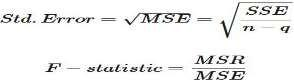 Std. Error = √MSE = √(SSE / (n − q))
F − statistic = MSR / MSE